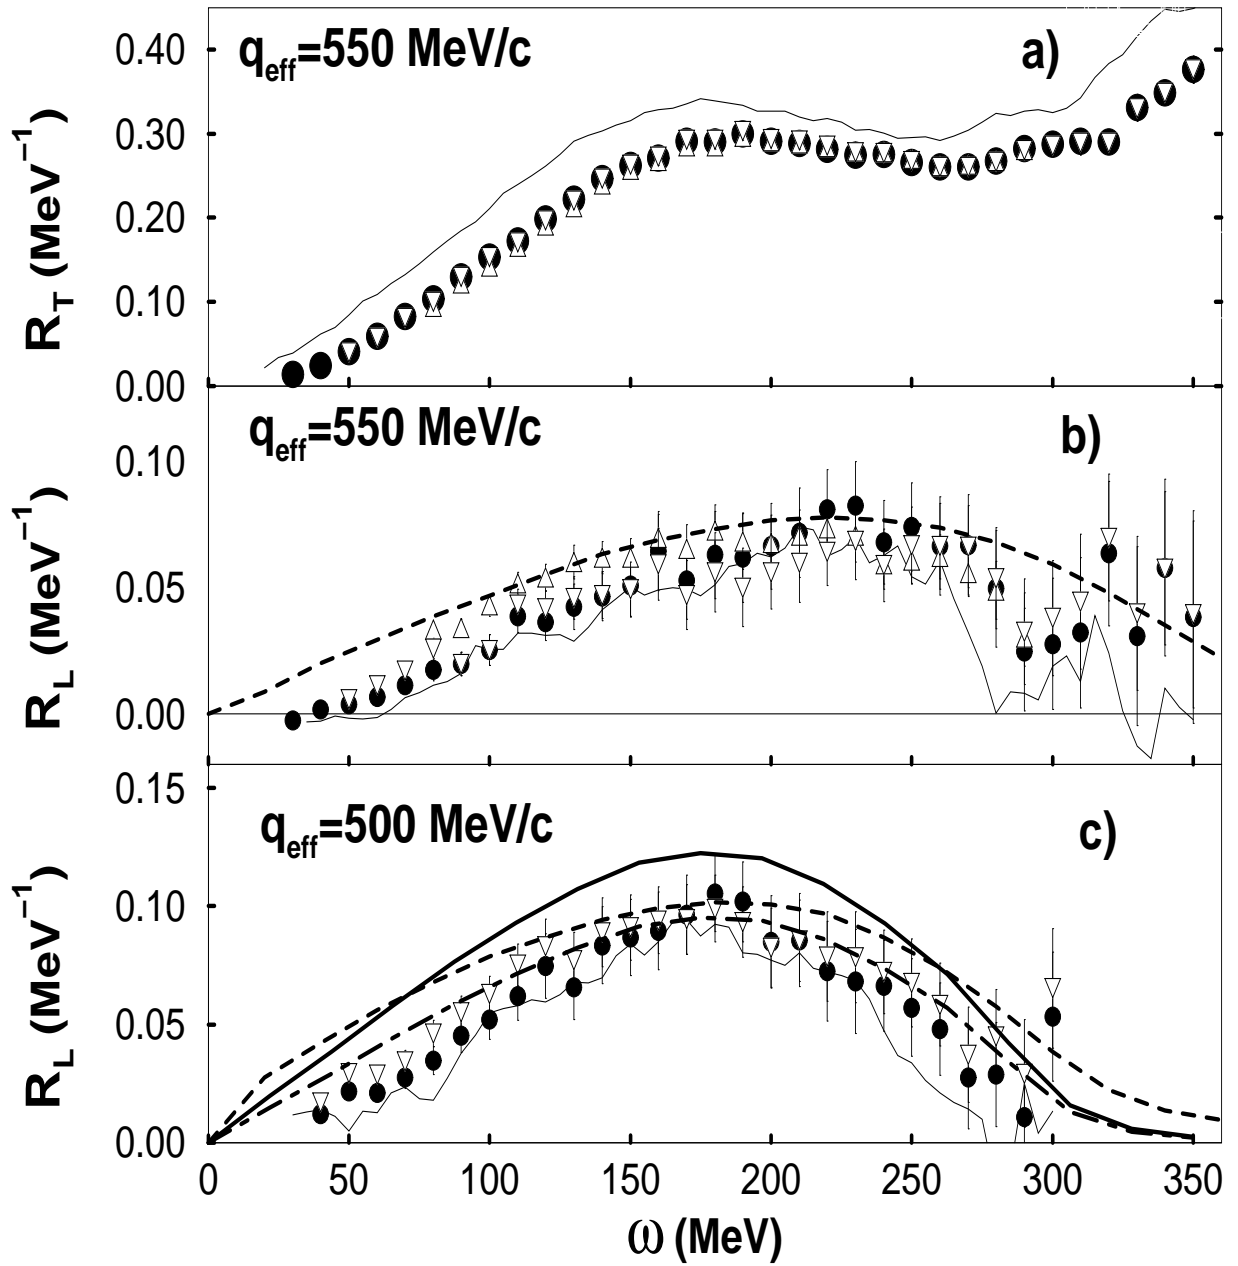 q_eff=550 MeV/c
a)
0.40
0.30
0.20
0.10
0.00
R_T (MeV⁻¹)
q_eff=550 MeV/c
b)
0.10
0.05
0.00
R_L (MeV⁻¹)
q_eff=500 MeV/c
c)
0.15
0.10
0.05
0.00
R_L (MeV⁻¹)
0 50 100 150 200 250 300 350
ω (MeV)